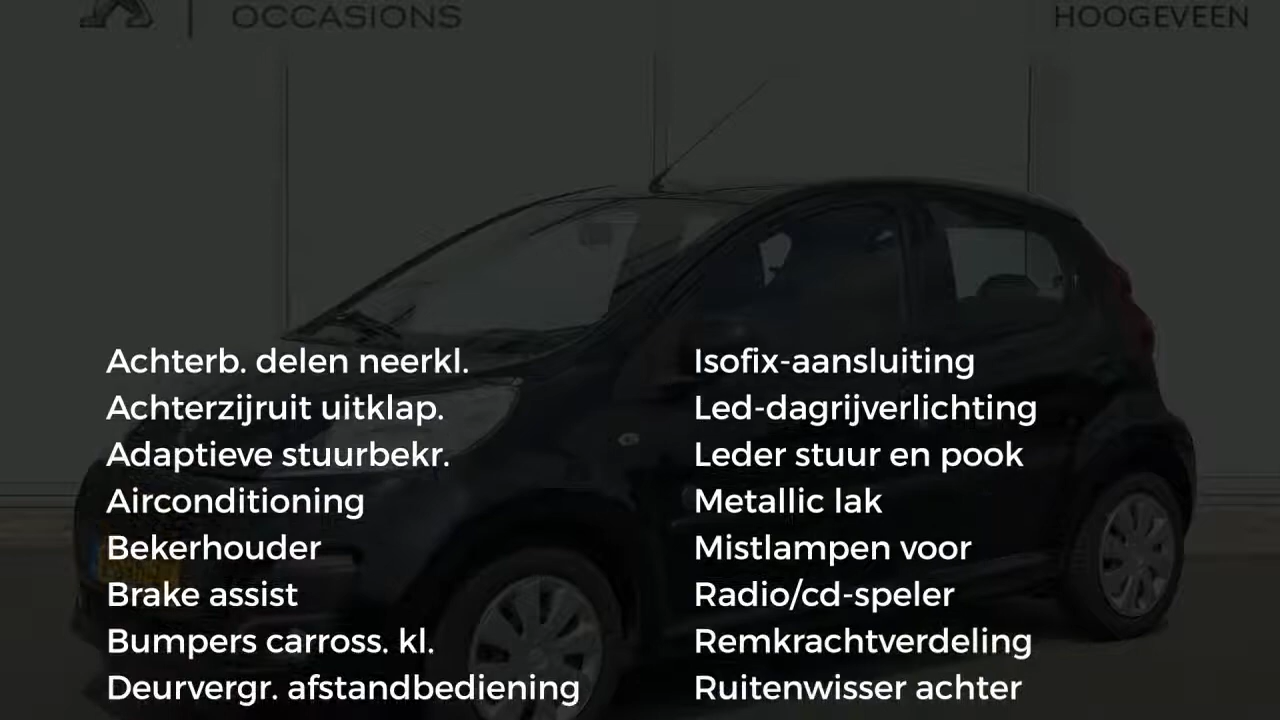 OCCASIONS
HOOGEVEEN
Achterb. delen neerkl.
Achterzijruit uitklap.
Adaptieve stuurbekr.
Airconditioning
Bekerhouder
Brake assist
Bumpers carross. kl.
Deurvergr. afstandbediening
Isofix-aansluiting
Led-dagrijverlichting
Leder stuur en pook
Metallic lak
Mistlampen voor
Radio/cd-speler
Remkrachtverdeling
Ruitenwisser achter